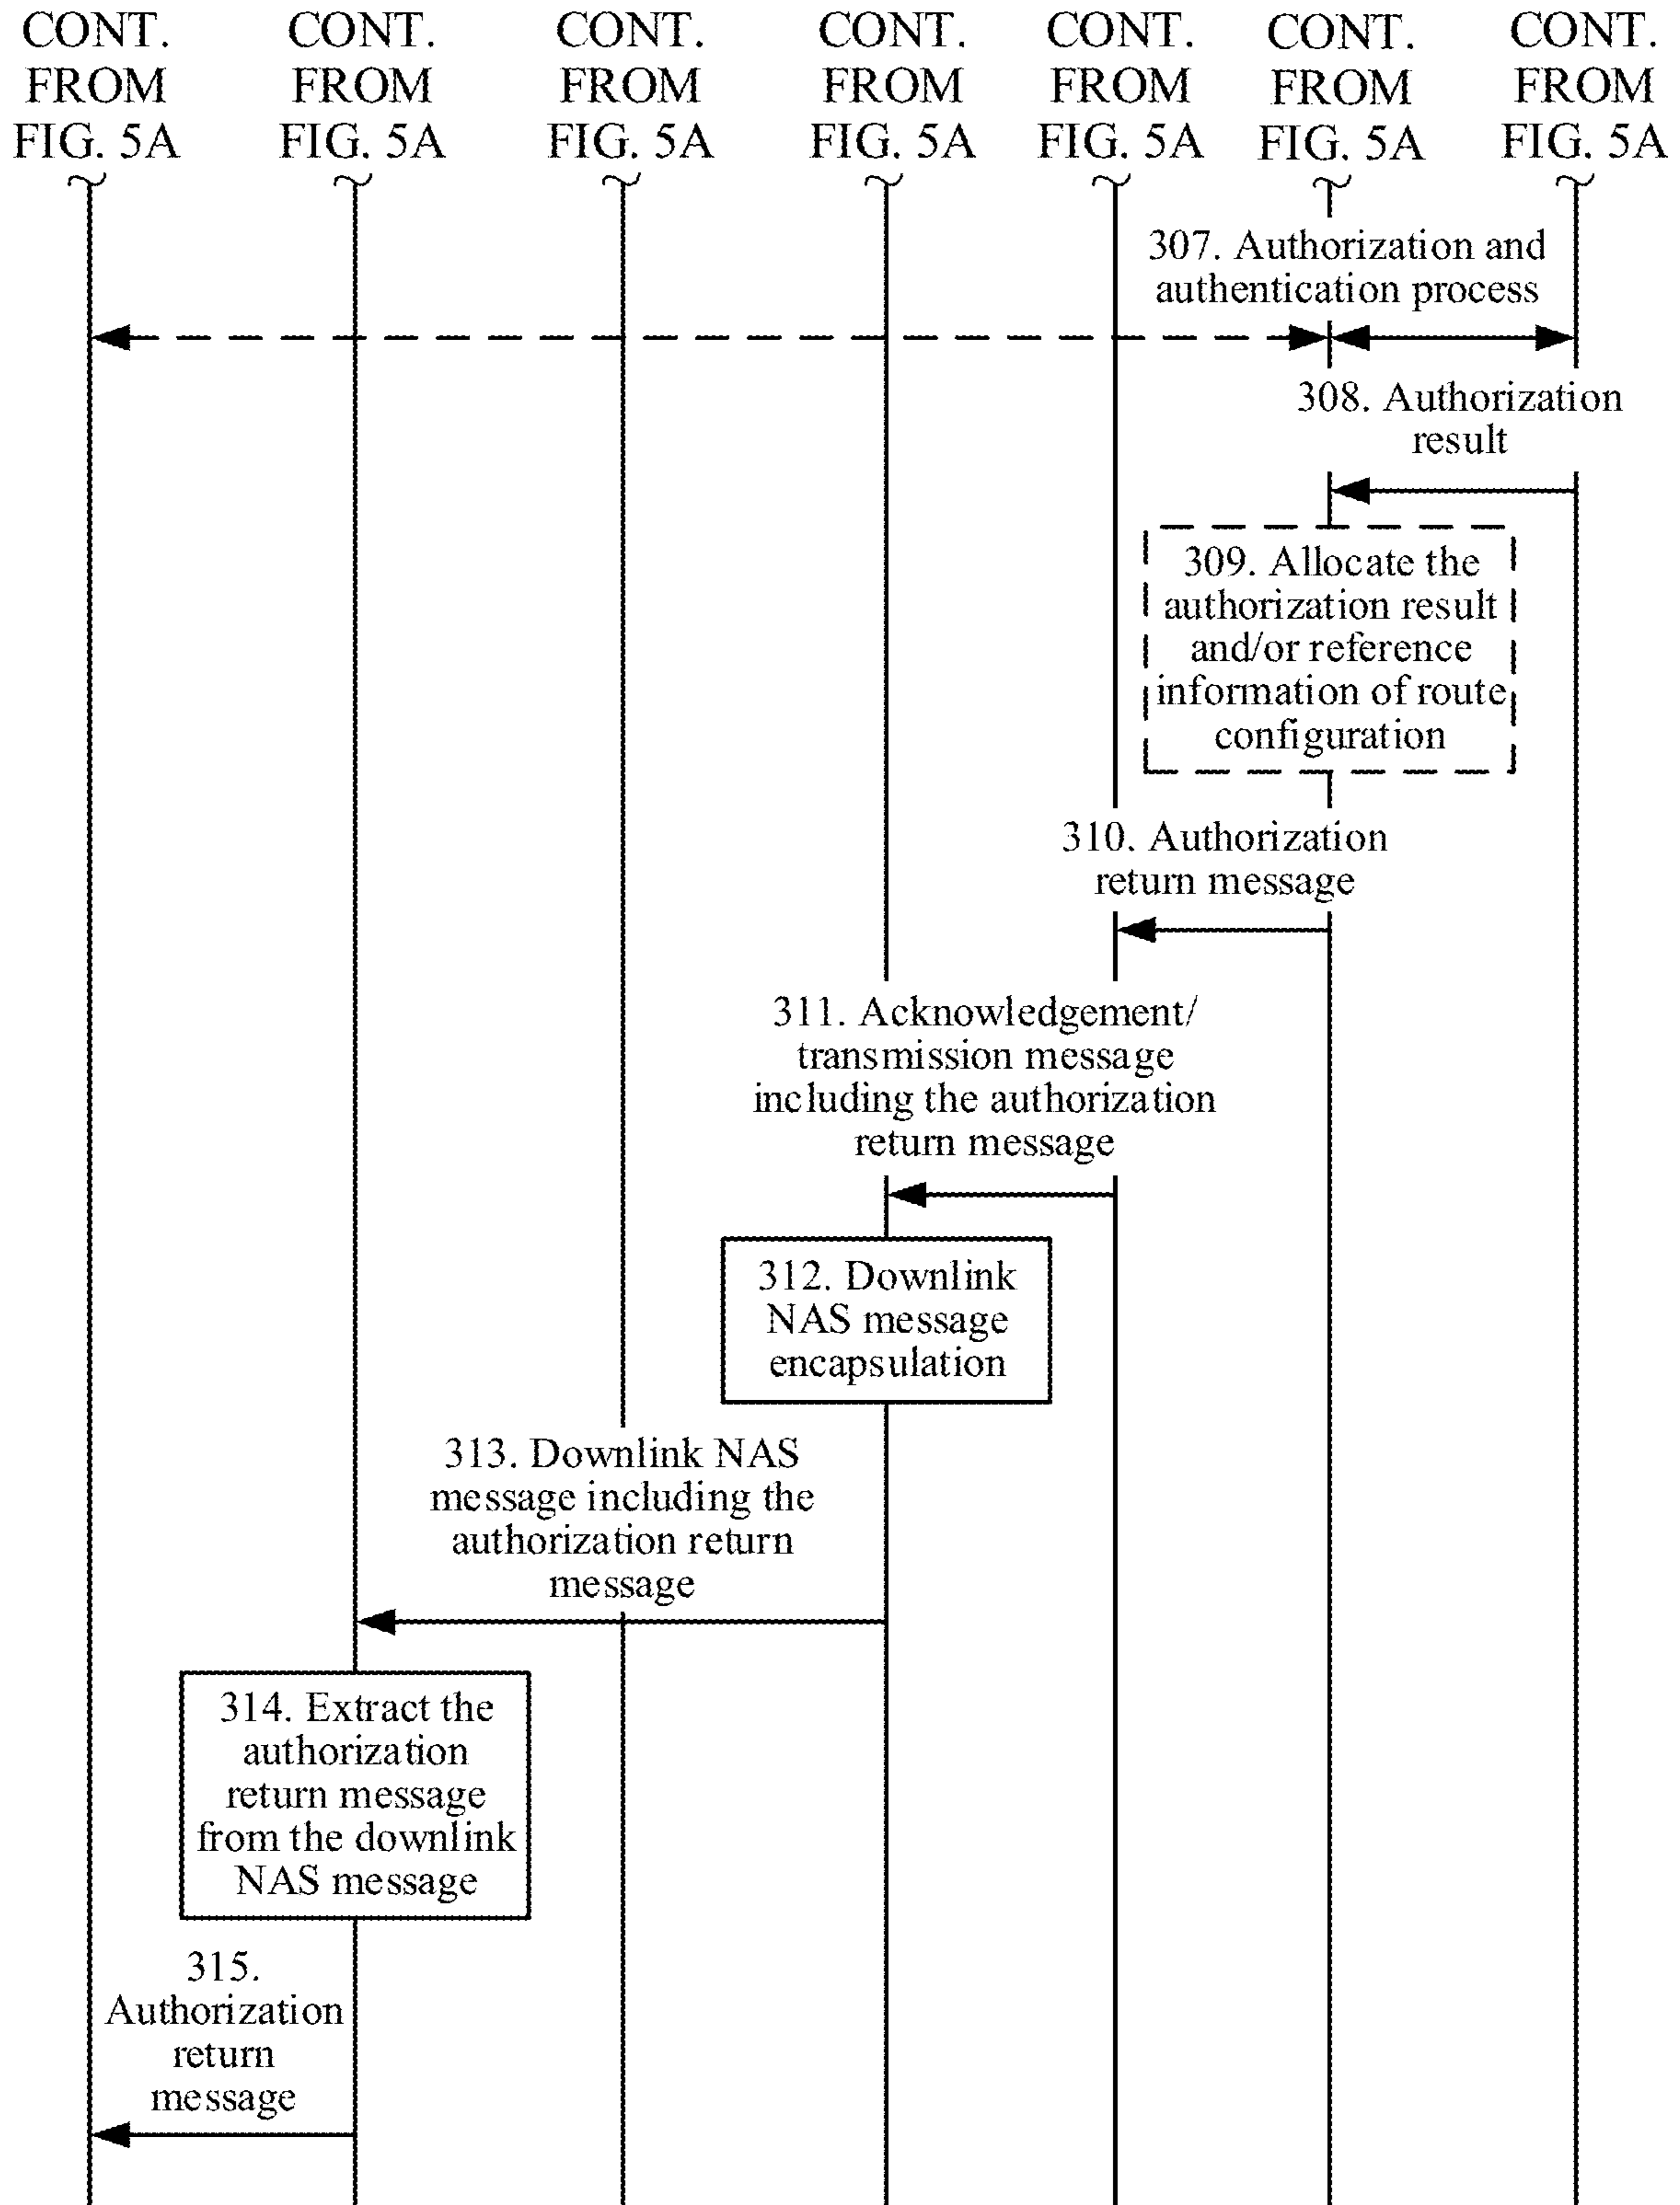 CONT. FROM FIG. 5A
CONT. FROM FIG. 5A
CONT. FROM FIG. 5A
CONT. FROM FIG. 5A
CONT. FROM FIG. 5A
CONT. FROM FIG. 5A
CONT. FROM FIG. 5A
307. Authorization and
authentication process
308. Authorization
result
309. Allocate the
authorization result
and/or reference
information of route
configuration
310. Authorization
return message
311. Acknowledgement/
transmission message
including the authorization
return message
312. Downlink
NAS message
encapsulation
313. Downlink NAS
message including the
authorization return
message
314. Extract the
authorization
return message
from the downlink
NAS message
315.
Authorization
return
message